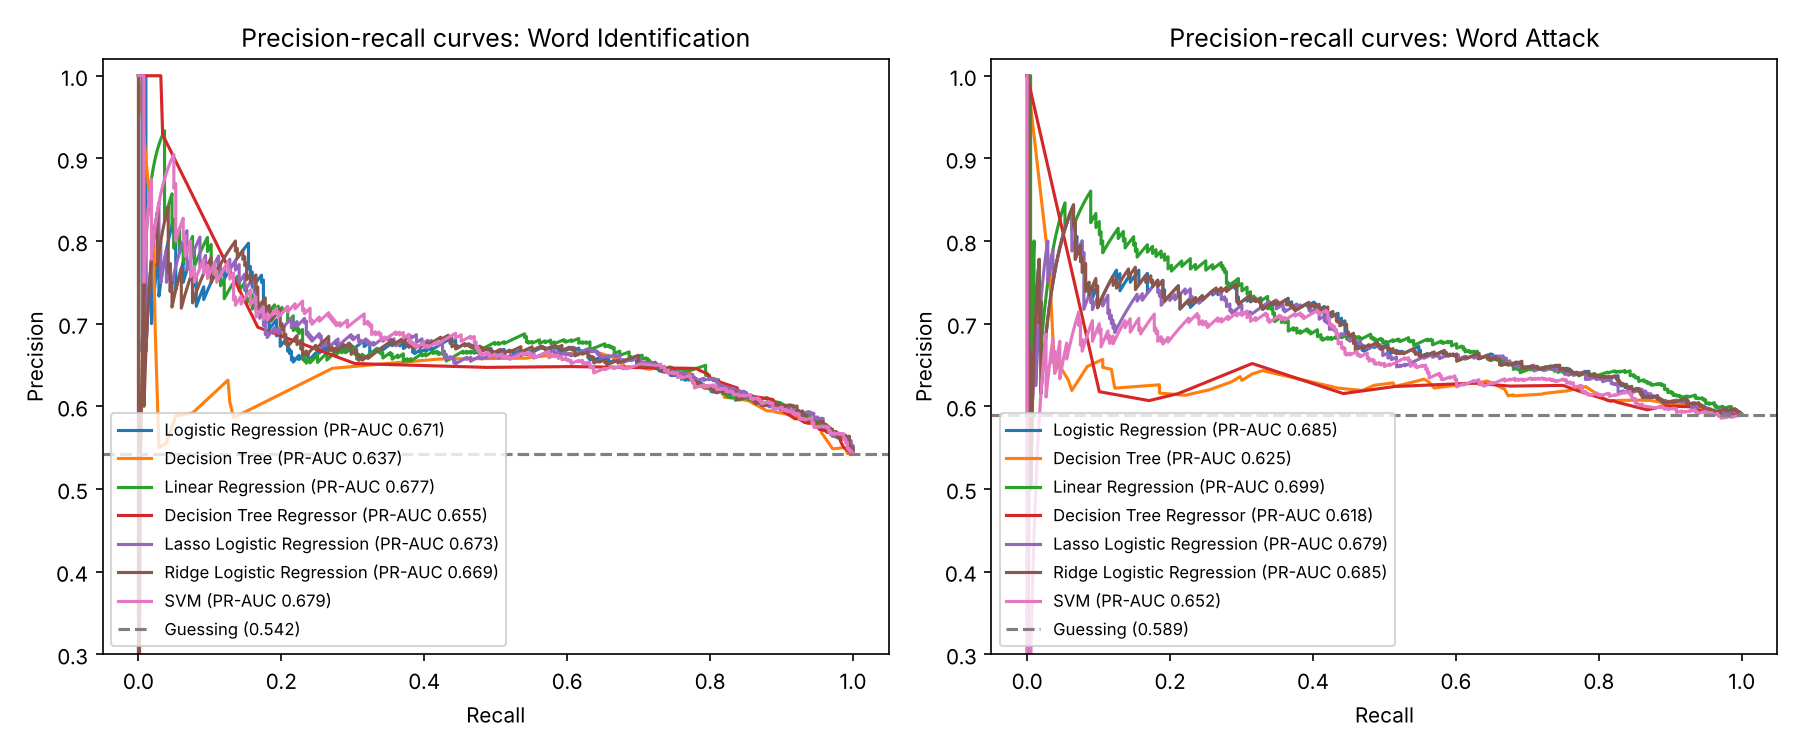 Precision-recall curves: Word Identification
Precision
1.0
0.9
0.8
0.7
0.6
0.5
0.4
0.3
Logistic Regression (PR-AUC 0.671)
Decision Tree (PR-AUC 0.637)
Linear Regression (PR-AUC 0.677)
Decision Tree Regressor (PR-AUC 0.655)
Lasso Logistic Regression (PR-AUC 0.673)
Ridge Logistic Regression (PR-AUC 0.669)
SVM (PR-AUC 0.679)
Guessing (0.542)
0.0 0.2 0.4 0.6 0.8 1.0
Recall
Precision-recall curves: Word Attack
Precision
1.0
0.9
0.8
0.7
0.6
0.5
0.4
0.3
Logistic Regression (PR-AUC 0.685)
Decision Tree (PR-AUC 0.625)
Linear Regression (PR-AUC 0.699)
Decision Tree Regressor (PR-AUC 0.618)
Lasso Logistic Regression (PR-AUC 0.679)
Ridge Logistic Regression (PR-AUC 0.685)
SVM (PR-AUC 0.652)
Guessing (0.589)
0.0 0.2 0.4 0.6 0.8 1.0
Recall